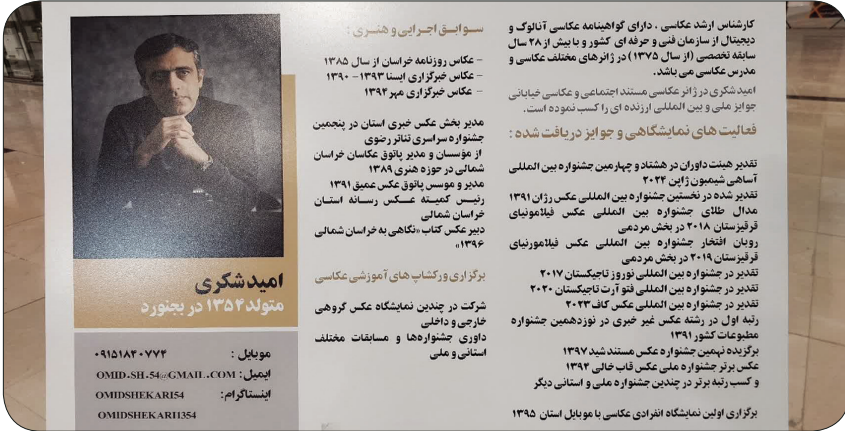 کارشناس ارشد عکاسی ، دارای گواهینامه عکاسی آنالوگ و
دیجیتال از سازمان فنی و حرفه ای کشور و با بیش از ۲۸ سال
سابقه تخصصی (از سال ۱۳۷۵) در ژانرهای مختلف عکاسی و
مدرس عکاسی می باشد.
امید شکری در ژانر عکاسی مستند اجتماعی و عکاسی خیابانی
جوایز ملی و بین المللی ارزنده ای را کسب نموده است.
فعالیت های نمایشگاهی و جوایز دریافت شده :
تقدیر هیئت داوران در هشتاد و چهارمین جشنواره بین المللی
آساهی شیمبون ژاپن ۲۰۲۴
تقدیر شده در نخستین جشنواره بین المللی عکس رژان ۱۳۹۱
مدال طلای جشنواره بین المللی عکس فیلامونیای
قرقیزستان ۲۰۱۸ در بخش مردمی
روبان افتخار جشنواره بین المللی عکس فیلامورنیای
قرقیزستان ۲۰۱۹ در بخش مردمی
تقدیر در جشنواره بین المللی نوروز تاجیکستان ۲۰۱۷
تقدیر در جشنواره بین المللی فتو آرت تاجیکستان ۲۰۲۰
تقدیر در جشنواره بین المللی عکس کاف ۲۰۲۳
رتبه اول در رشته عکس غیر خبری در نوزدهمین جشنواره
مطبوعات کشور ۱۳۹۱
برگزیده نهمین جشنواره عکس مستند شید ۱۳۹۷
عکس برتر جشنواره ملی عکس قاب خالی ۱۳۹۲
و کسب رتبه برتر در چندین جشنواره ملی و استانی دیگر
برگزاری اولین نمایشگاه انفرادی عکاسی با موبایل استان ۱۳۹۵
سوابق اجرایی و هنری :
- عکاس روزنامه خراسان از سال ۱۳۸۵
- عکاس خبرگزاری ایسنا ۱۳۹۳ - ۱۳۹۰
- عکاس خبرگزاری مهر ۱۳۹۴
مدیر بخش عکس خبری استان در پنجمین
جشنواره سراسری تئاتر رضوی
از مؤسسان و مدیر پاتوق عکاسان خراسان
شمالی در حوزه هنری ۱۳۸۹
مدیر و موسس پاتوق عکس عمیق ۱۳۹۱
رئیس کمیته عکس رسانه استان
خراسان شمالی
دبیر عکس کتاب «نگاهی به خراسان شمالی
۱۳۹۶»
برگزاری ورکشاپ های آموزشی عکاسی
شرکت در چندین نمایشگاه عکس گروهی
خارجی و داخلی
داوری جشنواره‌ها و مسابقات مختلف
استانی و ملی
امید شکری
متولد ۱۳۵۴ در بجنورد
موبایل : ۰۹۱۵۱۸۴۰۷۷۴
ایمیل: OMID.SH.54@GMAIL.COM
اینستاگرام: OMIDSHEKARI54
OMIDSHEKARI1354